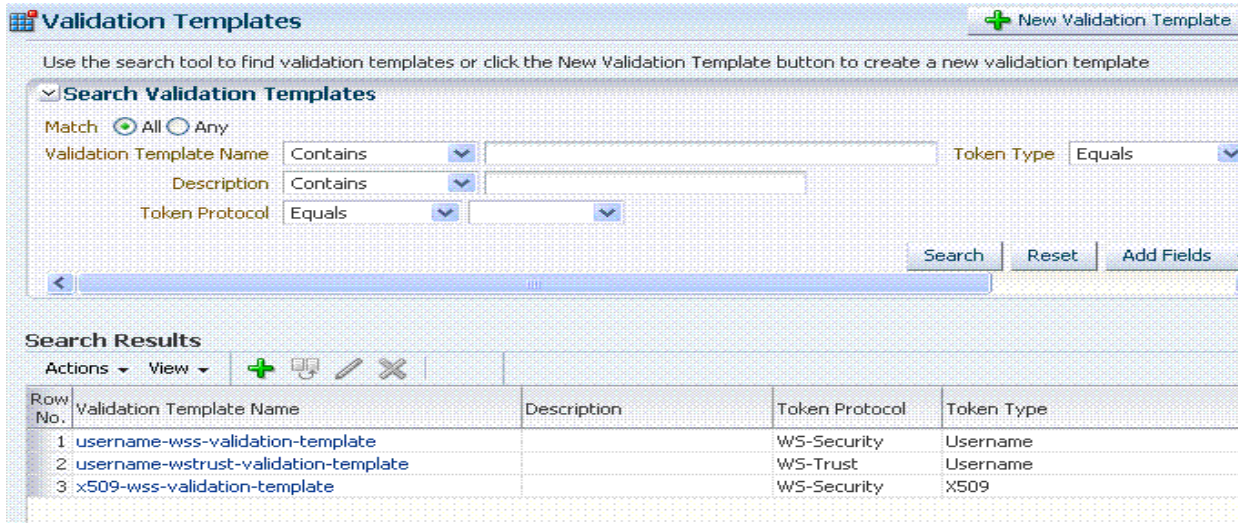 Validation Templates
New Validation Template
Use the search tool to find validation templates or click the New Validation Template button to create a new validation template
Search Validation Templates
Match All Any
Validation Template Name Contains Token Type Equals
Description Contains
Token Protocol Equals
Search Reset Add Fields
Search Results
Actions View
Row No. Validation Template Name Description Token Protocol Token Type
1 username-wss-validation-template WS-Security Username
2 username-wstrust-validation-template WS-Trust Username
3 x509-wss-validation-template WS-Security X509